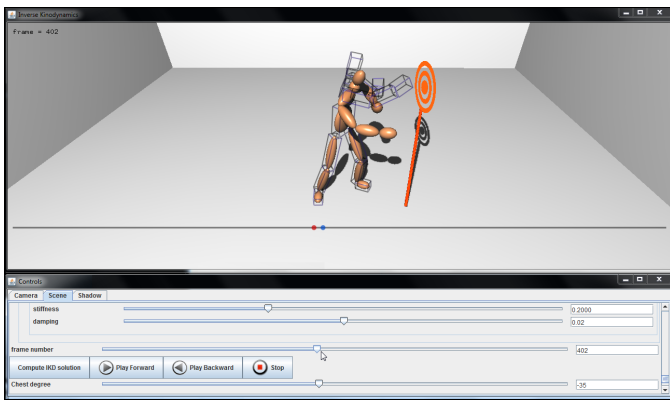 Inverse Kinodynamics
frame = 402
Controls
Camera Scene Shadow
stiffness 0.2000
damping 0.02
frame number 402
Compute IKD solution Play Forward Play Backward Stop
Chest degree -35